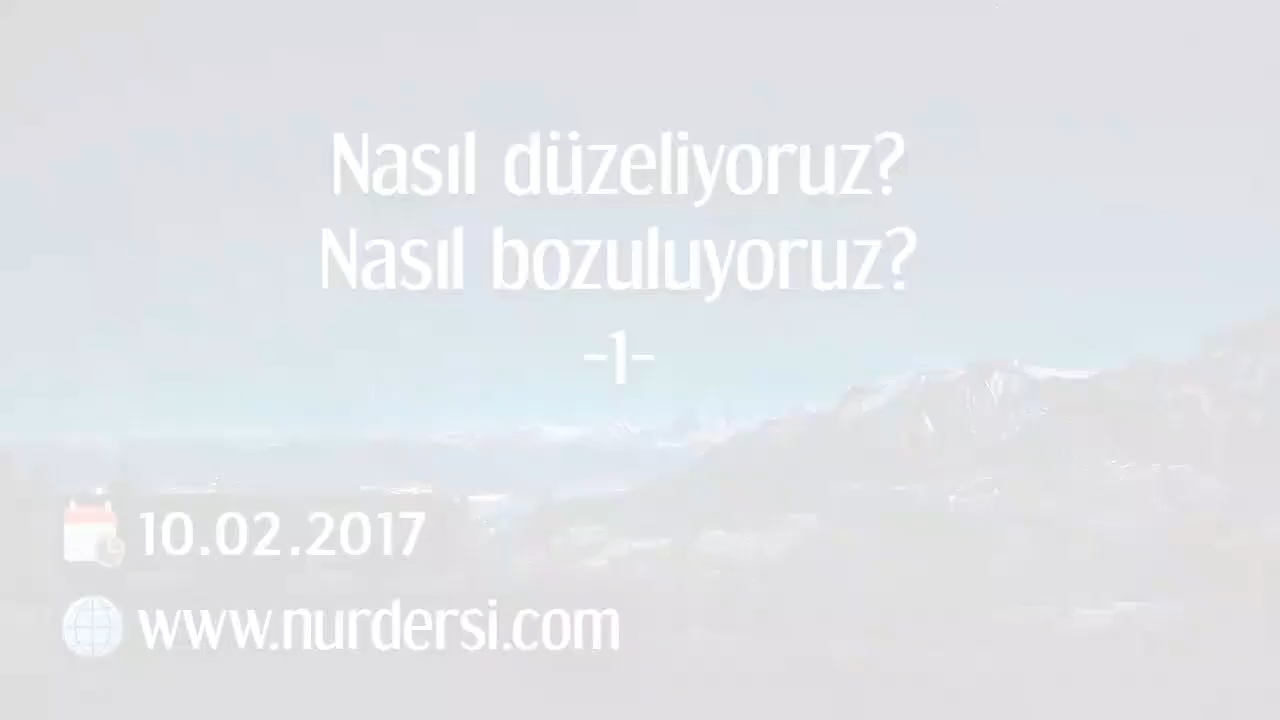 Nasıl düzeliyoruz?
Nasıl bozuluyoruz?
-1-
10.02.2017
www.nurdersi.com